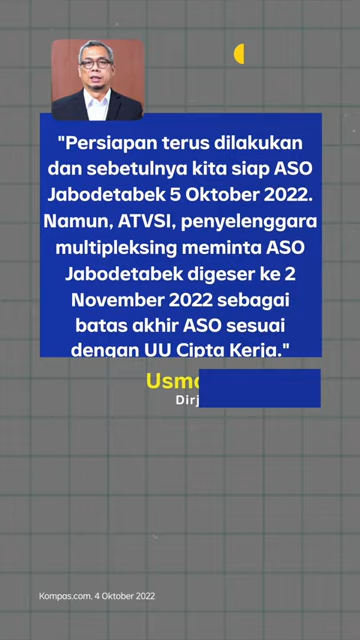 "Persiapan terus dilakukan
dan sebetulnya kita siap ASO
Jabodetabek 5 Oktober 2022.
Namun, ATVSI, penyelenggara
multipleksing meminta ASO
Jabodetabek digeser ke 2
November 2022 sebagai
batas akhir ASO sesuai
dengan UU Cipta Kerja."
Kompas.com, 4 Oktober 2022